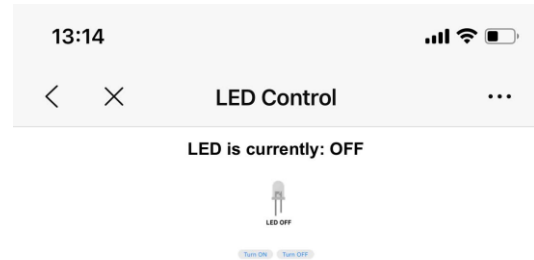 13:14
LED Control
LED is currently: OFF
LED OFF
Turn ON Turn OFF